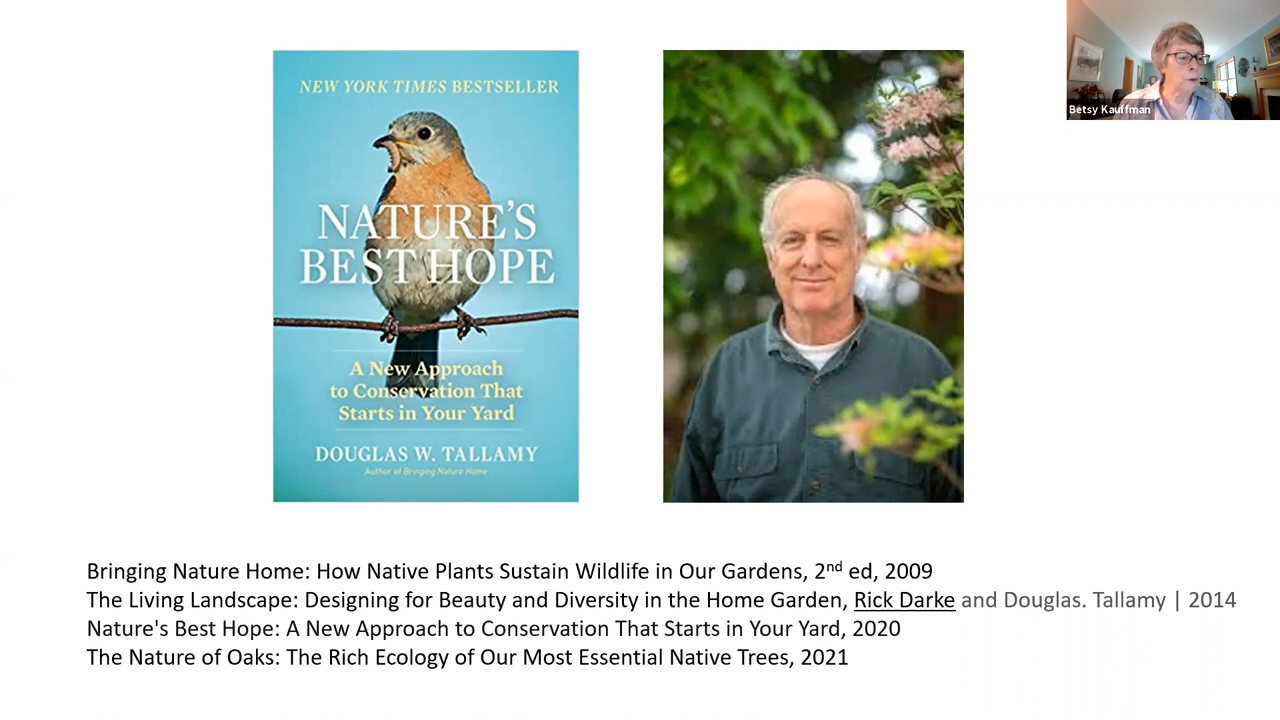 NEW YORK TIMES BESTSELLER
NATURE'S
BEST HOPE
A New Approach
to Conservation That
Starts in Your Yard
DOUGLAS W. TALLAMY
Author of Bringing Nature Home
Betsy Kauffman
Bringing Nature Home: How Native Plants Sustain Wildlife in Our Gardens, 2nd ed, 2009
The Living Landscape: Designing for Beauty and Diversity in the Home Garden, Rick Darke and Douglas. Tallamy | 2014
Nature's Best Hope: A New Approach to Conservation That Starts in Your Yard, 2020
The Nature of Oaks: The Rich Ecology of Our Most Essential Native Trees, 2021